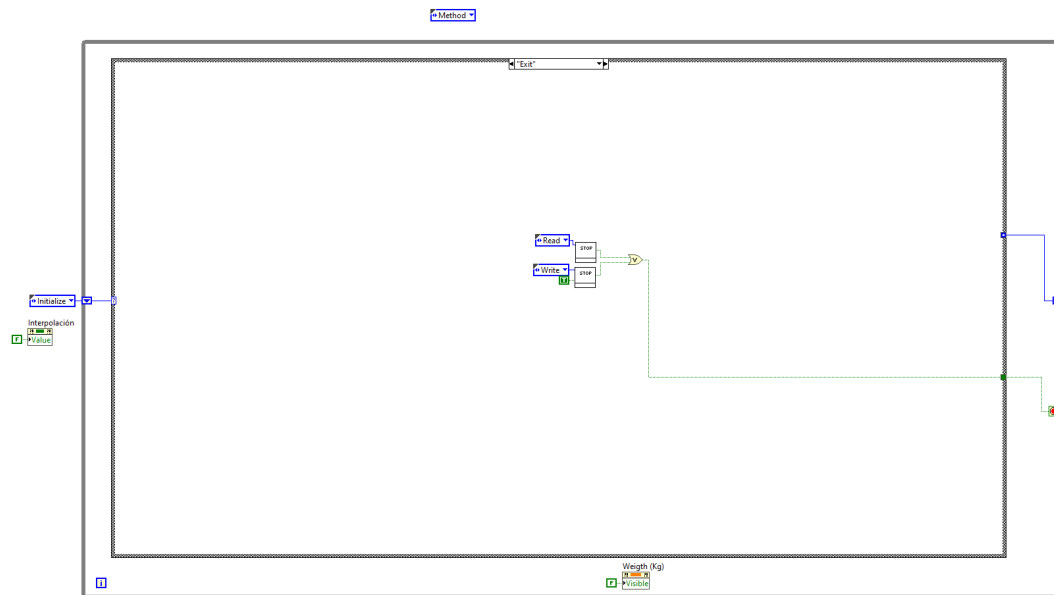 Method
"Exit"
Read
STOP
Write
STOP
T
V
Initialize
?
Interpolación
F
Value
i
Weigth (Kg)
F
Visible